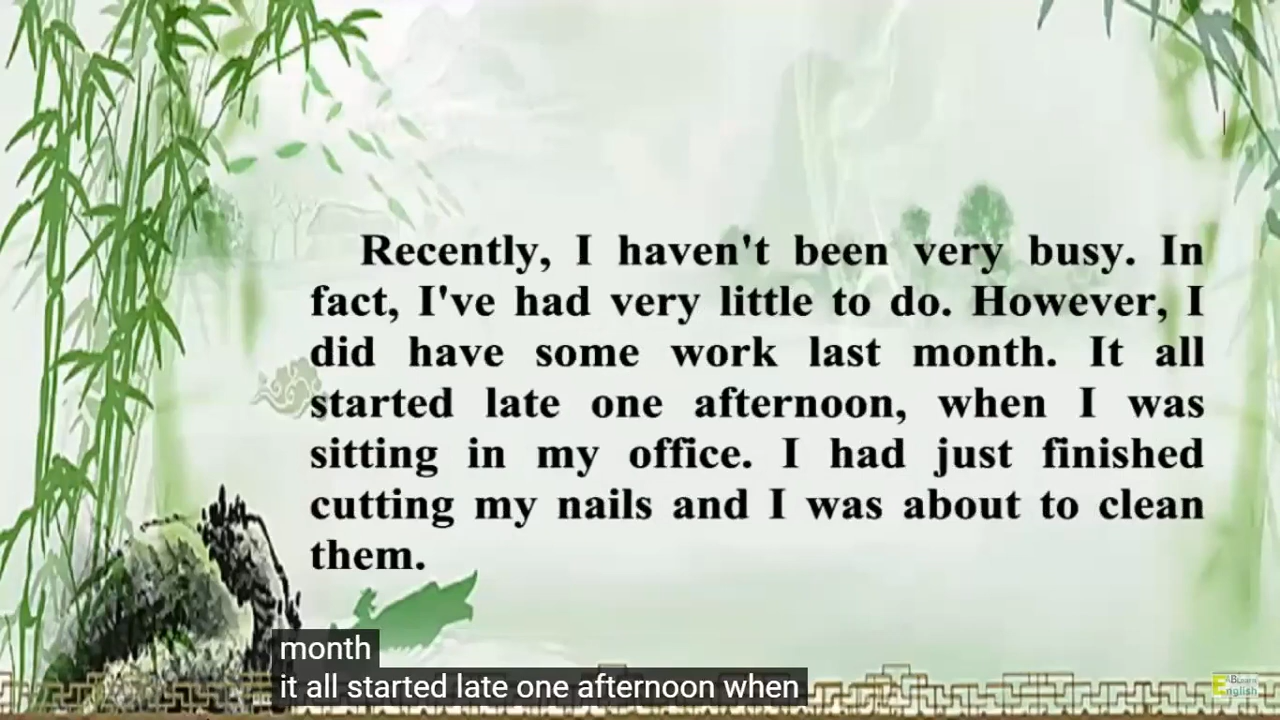 Recently, I haven't been very busy. In
fact, I've had very little to do. However, I
did have some work last month. It all
started late one afternoon, when I was
sitting in my office. I had just finished
cutting my nails and I was about to clean
them.
month
it all started late one afternoon when
ABLearn
English